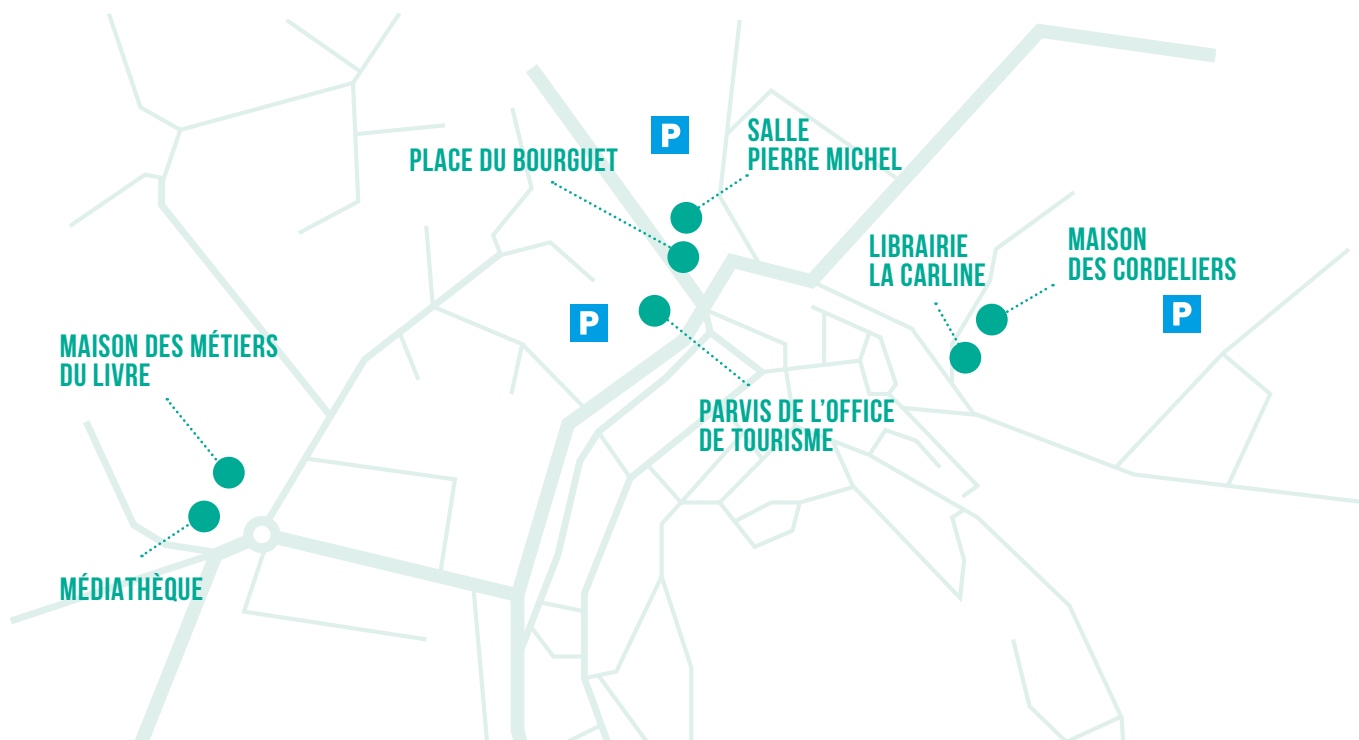 P
SALLE
PIERRE MICHEL
PLACE DU BOURGUET
LIBRAIRIE
LA CARLINE
MAISON
DES CORDELIERS
P
P
MAISON DES MÉTIERS
DU LIVRE
PARVIS DE L'OFFICE
DE TOURISME
MÉDIATHÈQUE